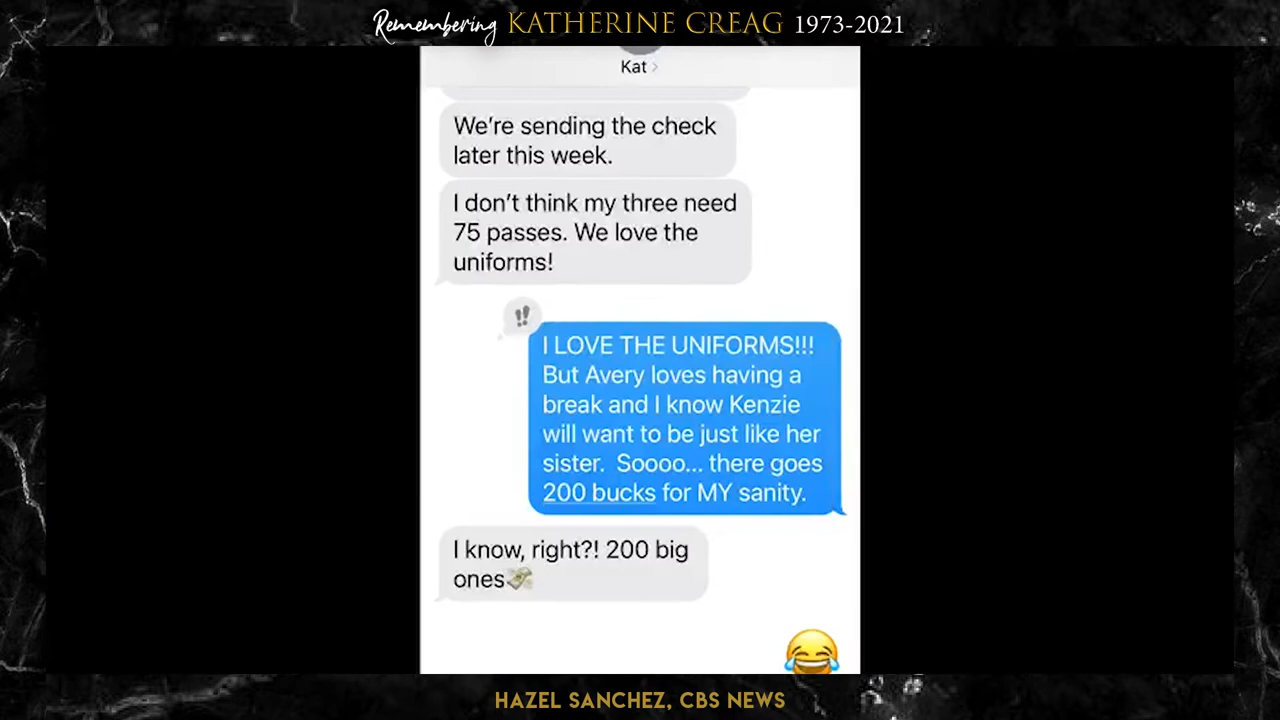 Remembering KATHERINE CREAG 1973-2021
Kat >
We're sending the check
later this week.
I don't think my three need
75 passes. We love the
uniforms!
I LOVE THE UNIFORMS!!!
But Avery loves having a
break and I know Kenzie
will want to be just like her
sister.  Soooo... there goes
200 bucks for MY sanity.
I know, right?! 200 big
ones💸
😂
HAZEL SANCHEZ, CBS NEWS